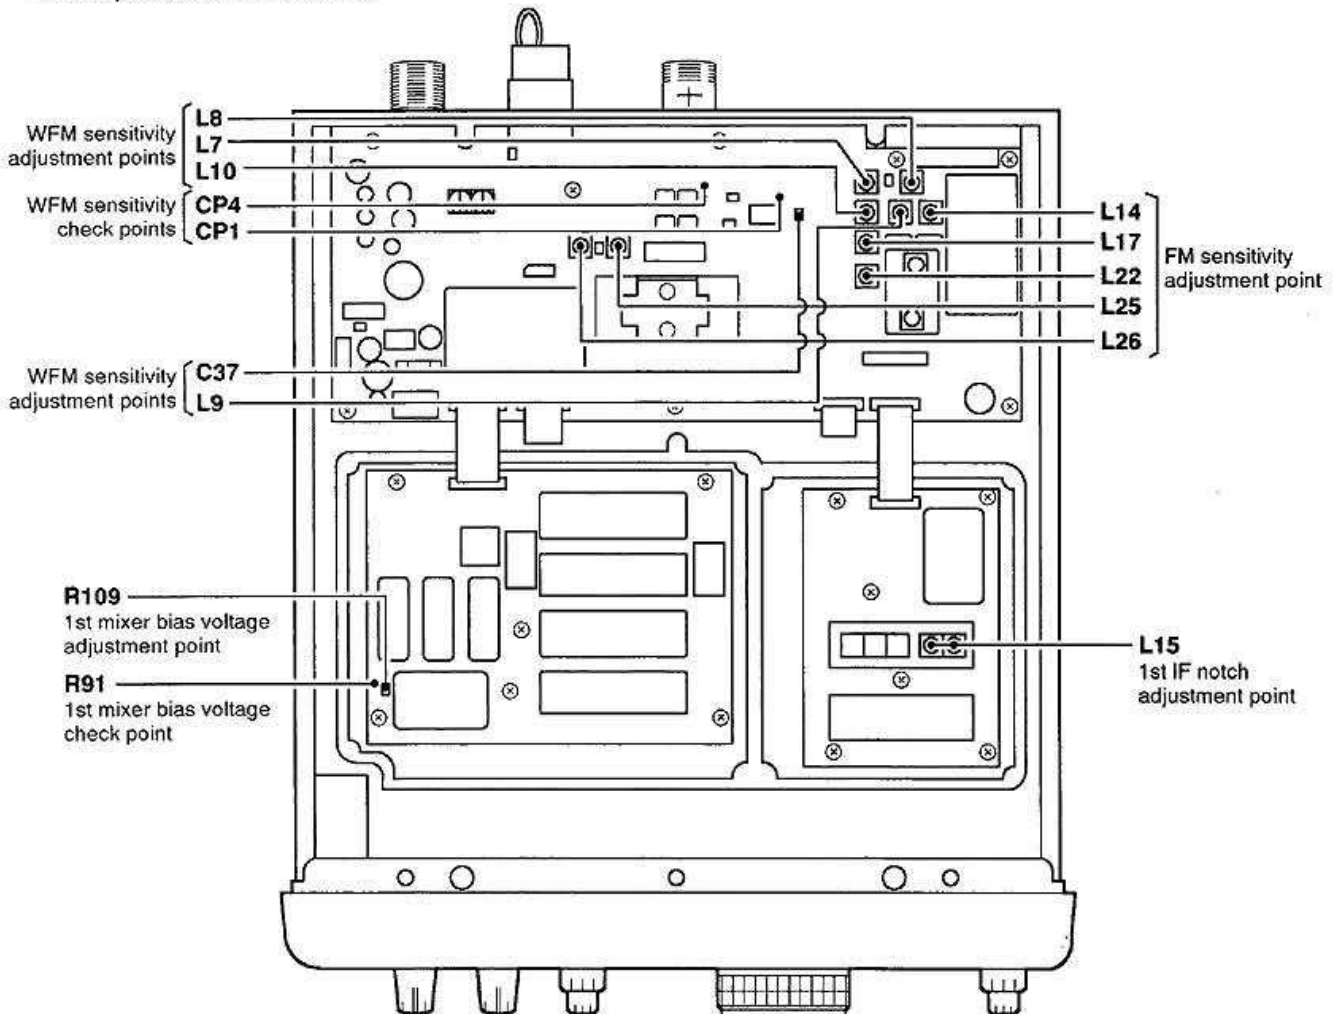 L8
WFM sensitivity
adjustment points
L7
L10
WFM sensitivity
check points
CP4
CP1
L14
L17
L22
L25
L26
FM sensitivity
adjustment point
WFM sensitivity
adjustment points
C37
L9
R109
1st mixer bias voltage
adjustment point
R91
1st mixer bias voltage
check point
L15
1st IF notch
adjustment point